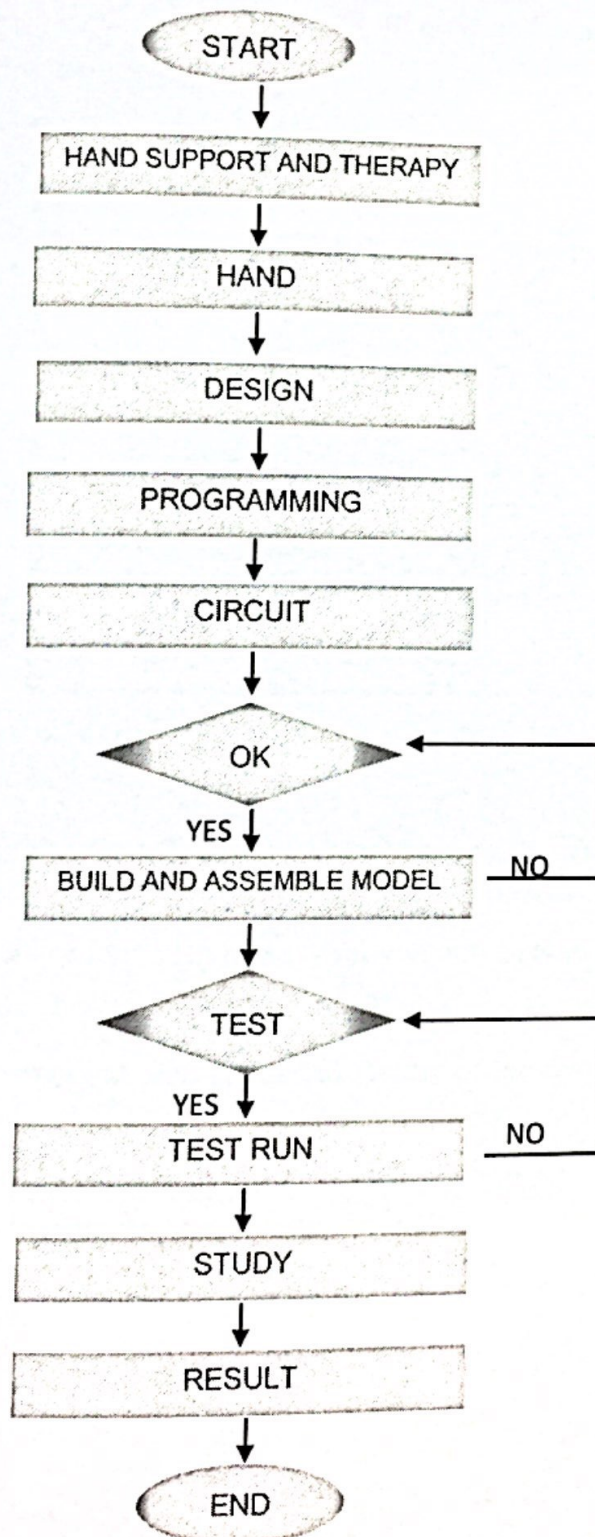 START
HAND SUPPORT AND THERAPY
HAND
DESIGN
PROGRAMMING
CIRCUIT
OK
YES
BUILD AND ASSEMBLE MODEL
NO
TEST
YES
TEST RUN
NO
STUDY
RESULT
END